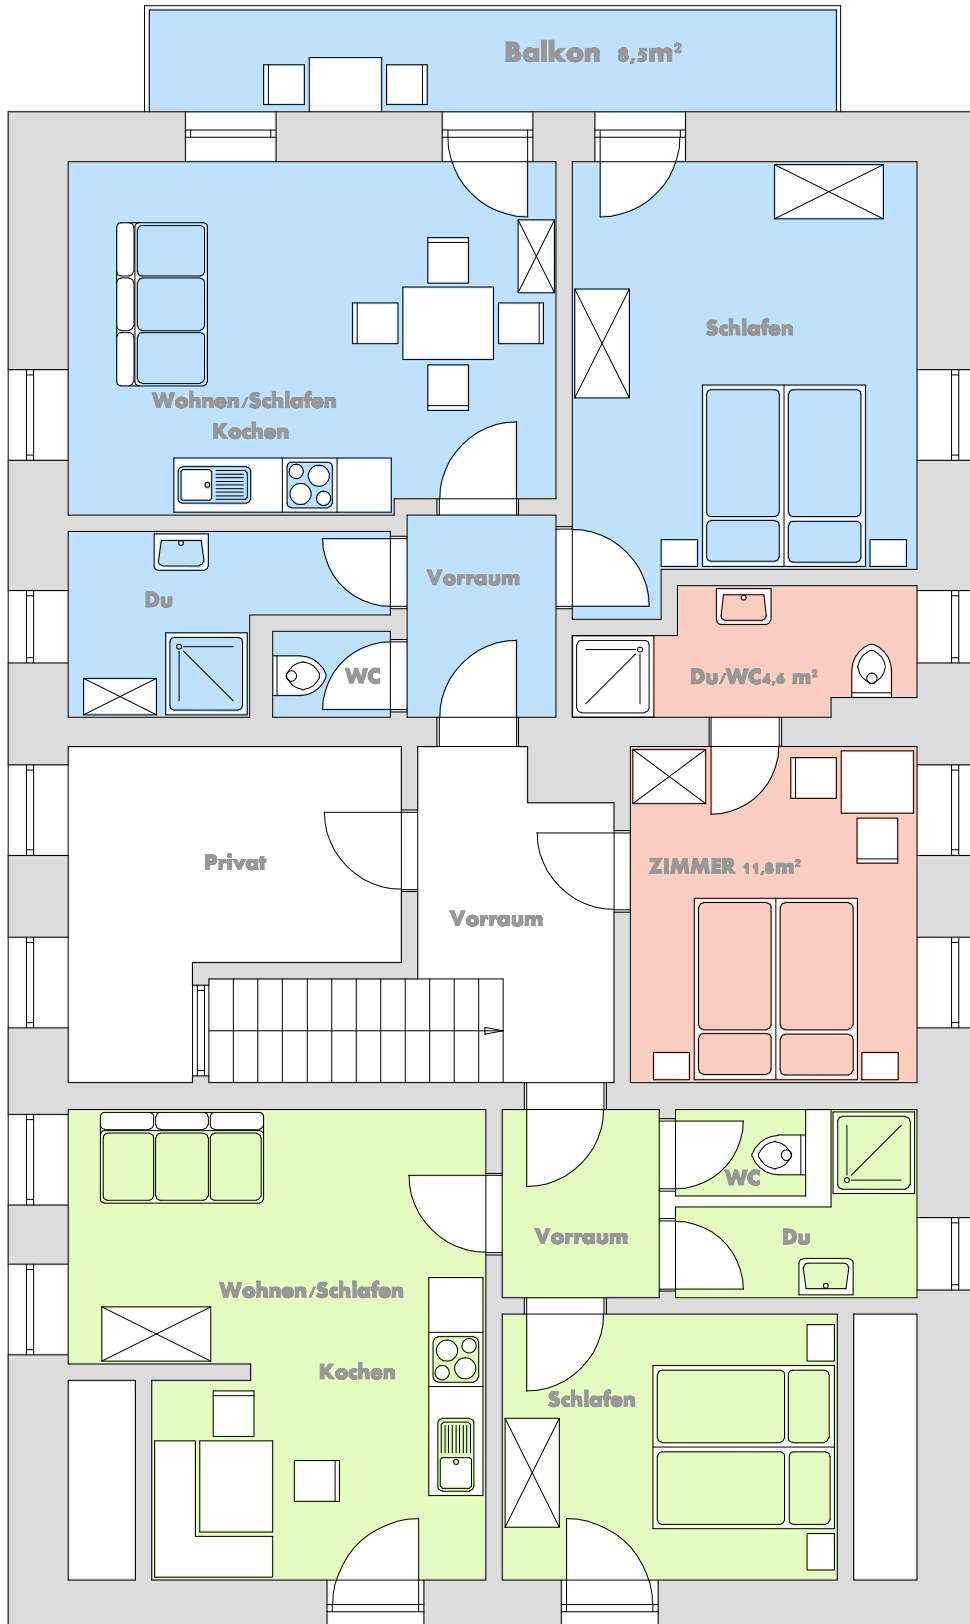 Balkon 8,5m²
Schlafen
Wohnen/Schlafen
Kochen
Vorraum
Du
WC
Du/WC4,6 m²
Privat
ZIMMER 11,8m²
Vorraum
WC
Vorraum
Du
Wohnen/Schlafen
Kochen
Schlafen